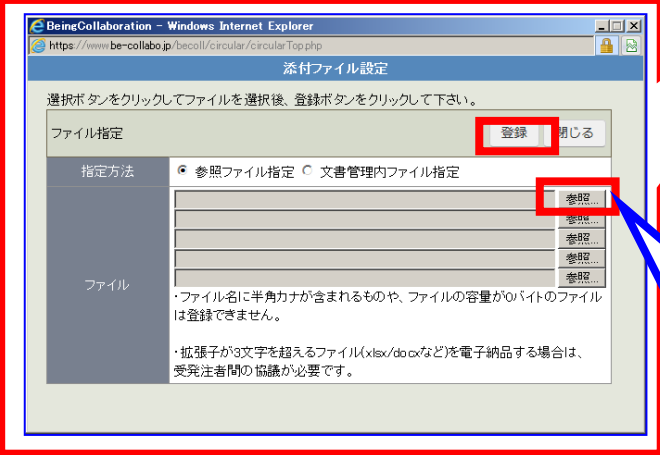 BeingCollaboration - Windows Internet Explorer
https://www.be-collabo.jp/becoll/circular/circularTop.php
添付ファイル設定
選択ボタンをクリックしてファイルを選択後、登録ボタンをクリックして下さい。
ファイル指定
登録
閉じる
指定方法
参照ファイル指定 文書管理内ファイル指定
ファイル
参照...
参照...
参照...
参照...
参照...
・ファイル名に半角カナが含まれるものや、ファイルの容量が0バイトのファイル
は登録できません。
・拡張子が3文字を超えるファイル(xlsx/docxなど)を電子納品する場合は、
受発注者間の協議が必要です。